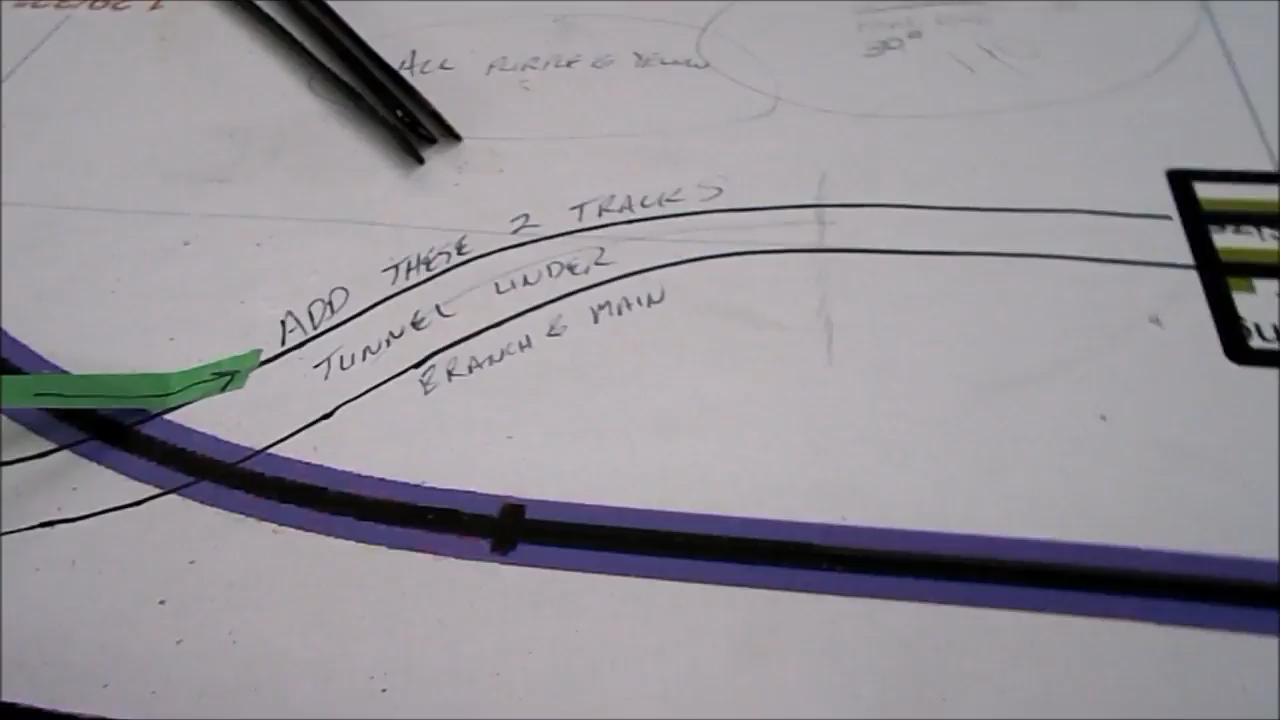 ALL PURPLE & YELLOW
30°
ADD THESE 2 TRACKS
TUNNEL UNDER
BRANCH & MAIN